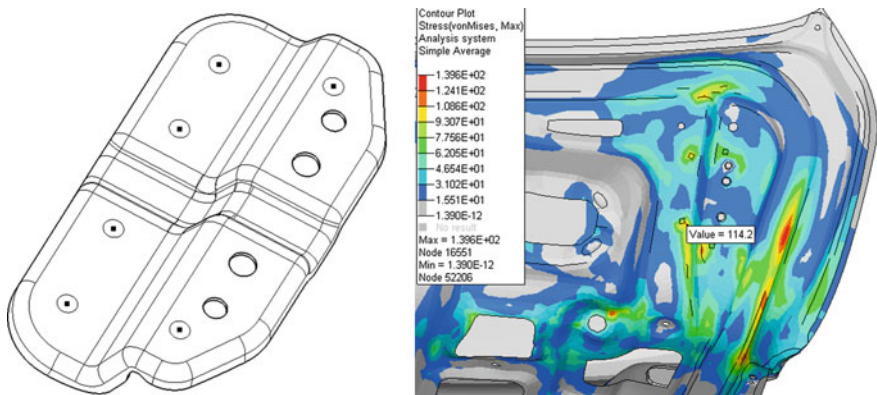 Contour Plot
Stress(vonMises, Max)
Analysis system
Simple Average
1.396E+02
1.241E+02
1.086E+02
9.307E+01
7.756E+01
6.205E+01
4.654E+01
3.102E+01
1.551E+01
1.390E-12
No result
Max = 1.396E+02
Node 16551
Min = 1.390E-12
Node 52206
Value = 114.2